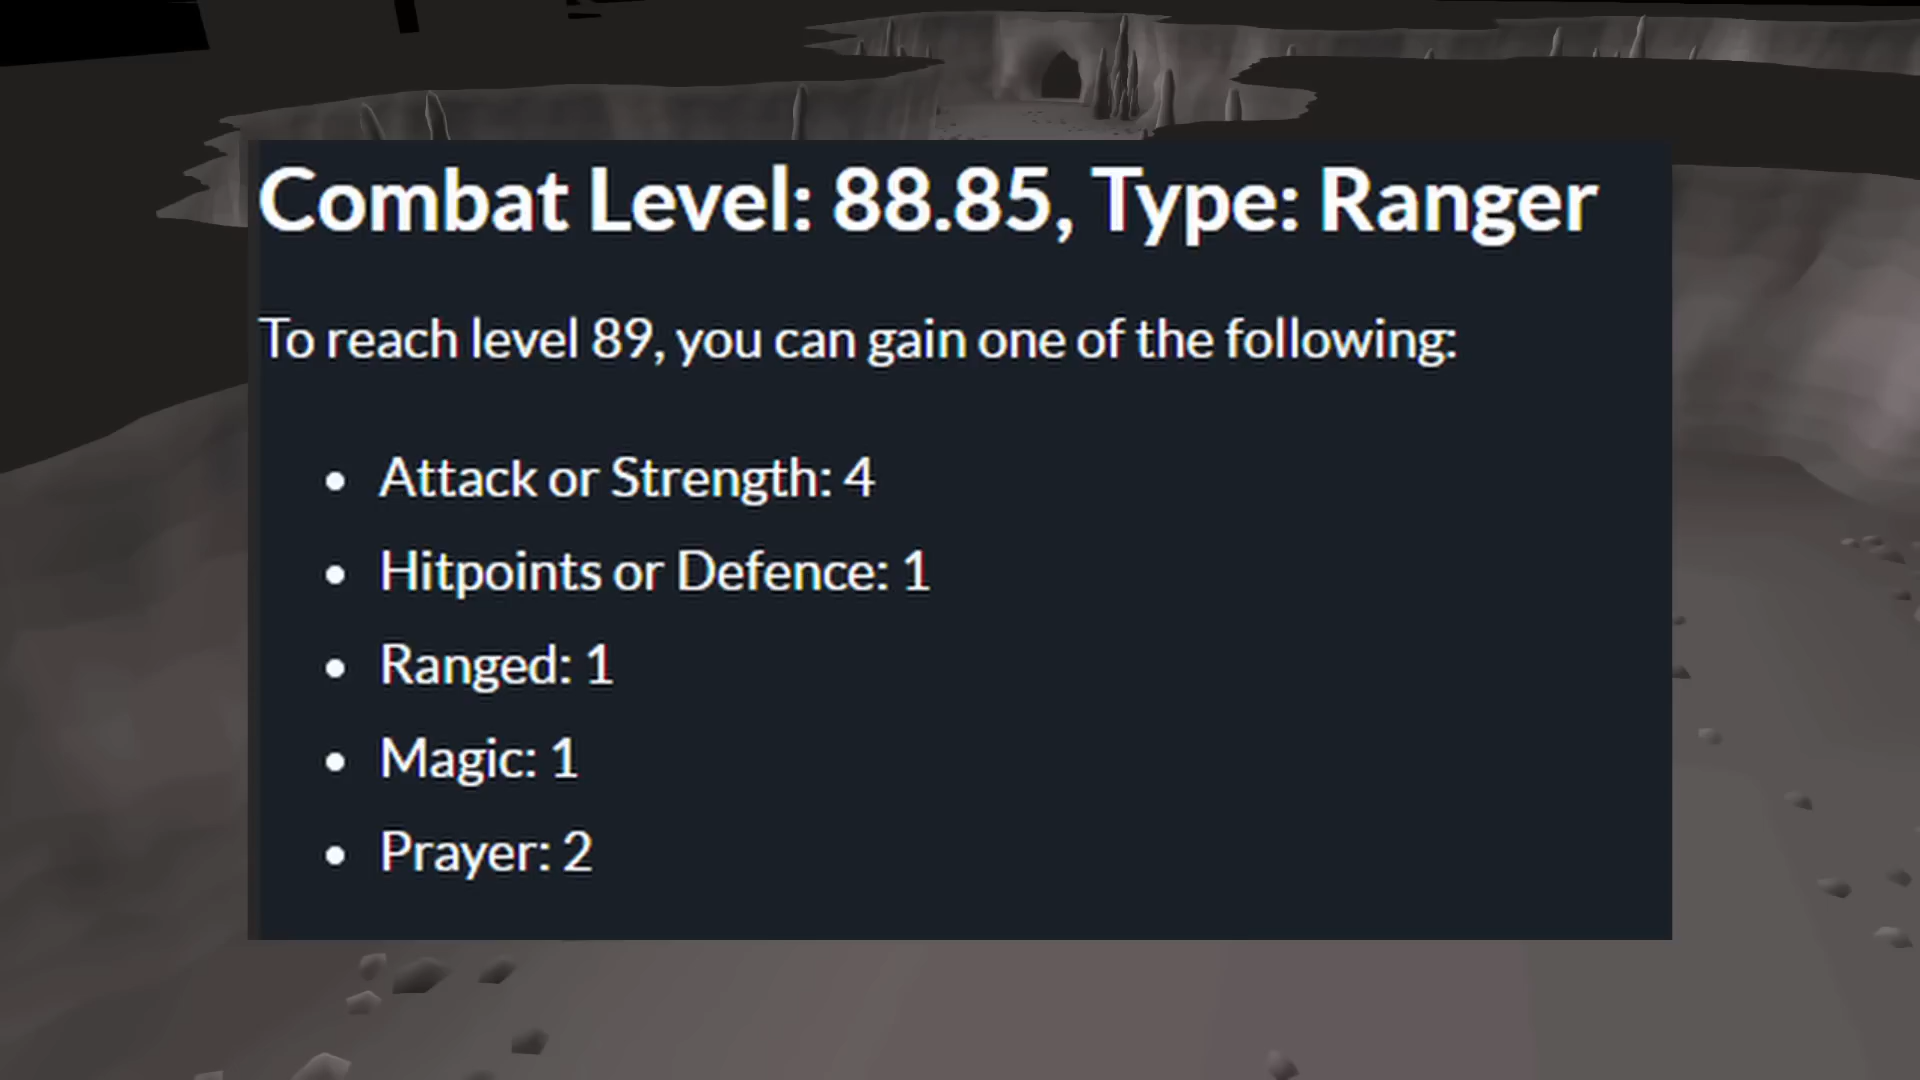 Combat Level: 88.85, Type: Ranger
To reach level 89, you can gain one of the following:
• Attack or Strength: 4
• Hitpoints or Defence: 1
• Ranged: 1
• Magic: 1
• Prayer: 2